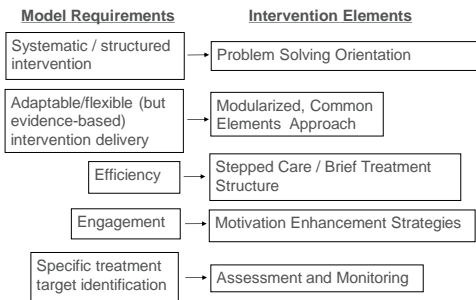 Model Requirements
Intervention Elements
Systematic / structured
intervention
Problem Solving Orientation
Adaptable/flexible (but
evidence-based)
intervention delivery
Modularized, Common
Elements Approach
Efficiency
Stepped Care / Brief Treatment
Structure
Engagement
Motivation Enhancement Strategies
Specific treatment
target identification
Assessment and Monitoring